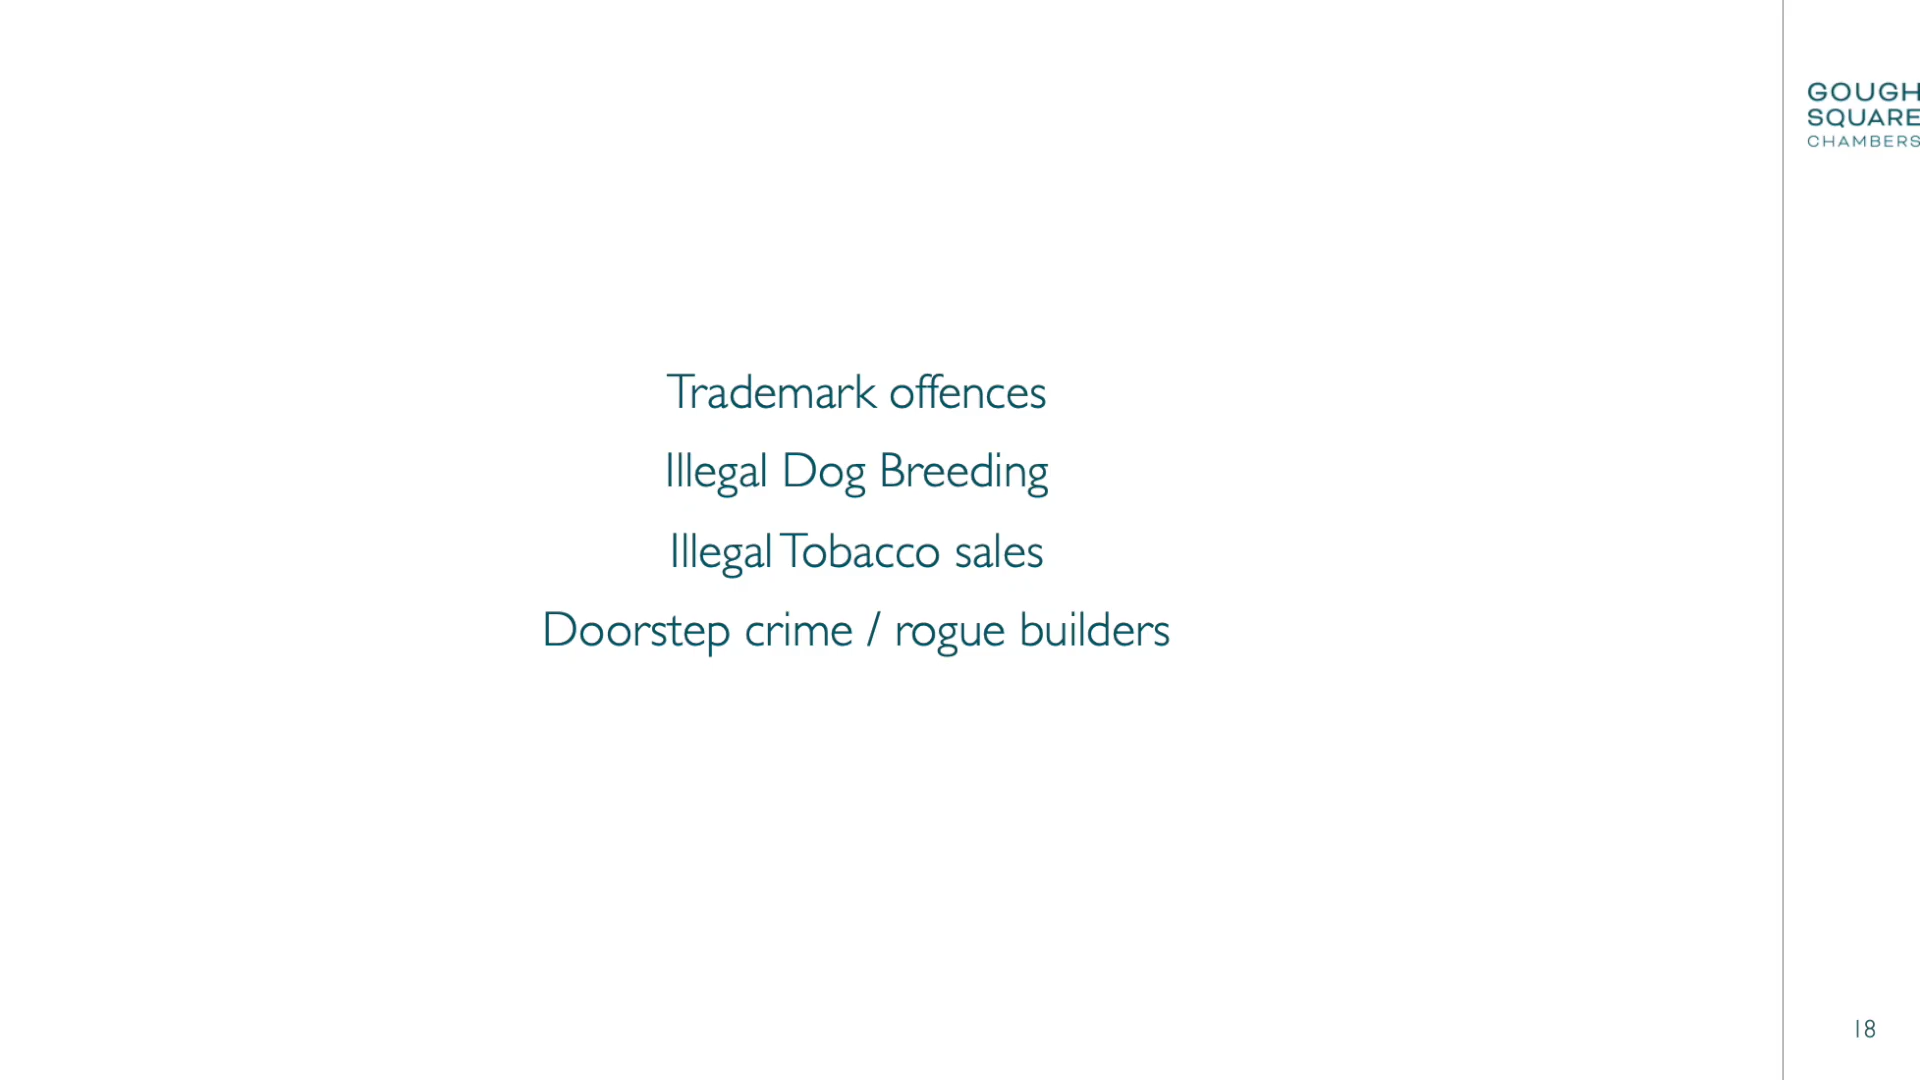 GOUGH
SQUARE
CHAMBERS
Trademark offences
Illegal Dog Breeding
Illegal Tobacco sales
Doorstep crime / rogue builders
18